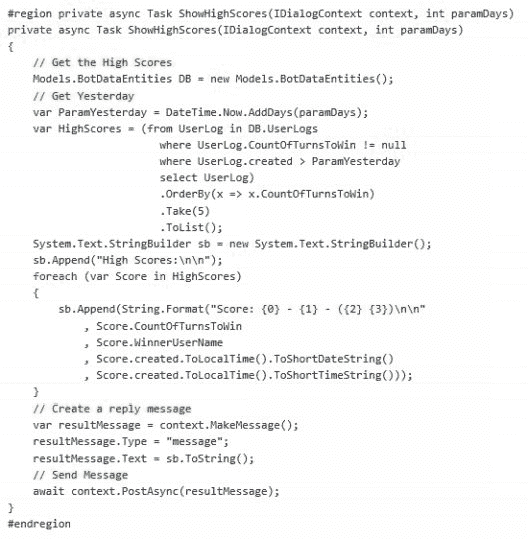 #region private async Task ShowHighScores(IDialogContext context, int paramDays)
private async Task ShowHighScores(IDialogContext context, int paramDays)
{
    // Get the High Scores
    Models.BotDataEntities DB = new Models.BotDataEntities();
    // Get Yesterday
    var ParamYesterday = DateTime.Now.AddDays(paramDays);
    var HighScores = (from UserLog in DB.UserLogs
                      where UserLog.CountOfTurnsToWin != null
                      where UserLog.created > ParamYesterday
                      select UserLog)
                      .OrderBy(x => x.CountOfTurnsToWin)
                      .Take(5)
                      .ToList();
    System.Text.StringBuilder sb = new System.Text.StringBuilder();
    sb.Append("High Scores:\n\n");
    foreach (var Score in HighScores)
    {
        sb.Append(String.Format("Score: {0} - {1} - ({2} {3})\n\n"
            , Score.CountOfTurnsToWin
            , Score.WinnerUserName
            , Score.created.ToLocalTime().ToShortDateString()
            , Score.created.ToLocalTime().ToShortTimeString()));
    }
    // Create a reply message
    var resultMessage = context.MakeMessage();
    resultMessage.Type = "message";
    resultMessage.Text = sb.ToString();
    // Send Message
    await context.PostAsync(resultMessage);
}
#endregion